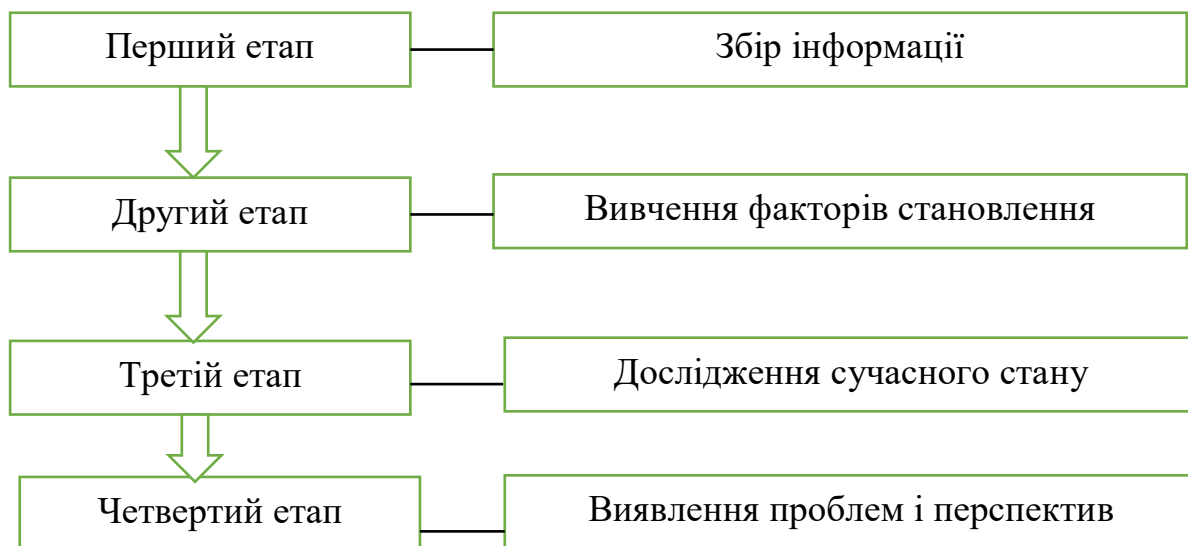 Перший етап
Збір інформації
Другий етап
Вивчення факторів становлення
Третій етап
Дослідження сучасного стану
Четвертий етап
Виявлення проблем і перспектив